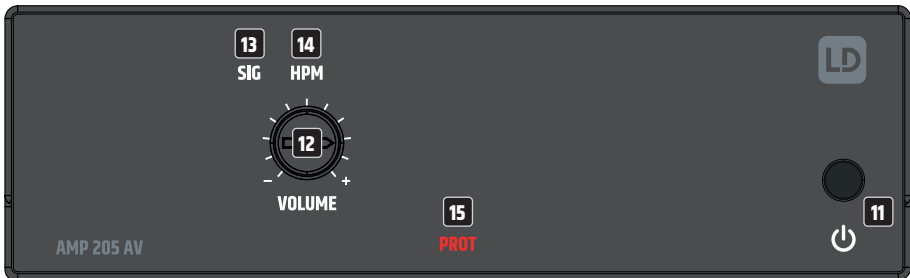 13 14
SIG HPM
LD
12
- +
VOLUME
15
11
PROT
AMP 205 AV